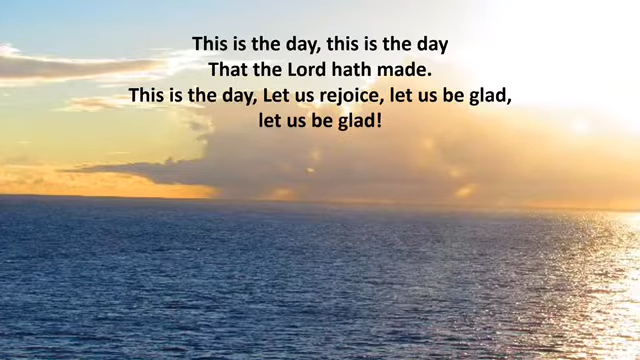 This is the day, this is the day
That the Lord hath made.
This is the day, Let us rejoice, let us be glad,
let us be glad!